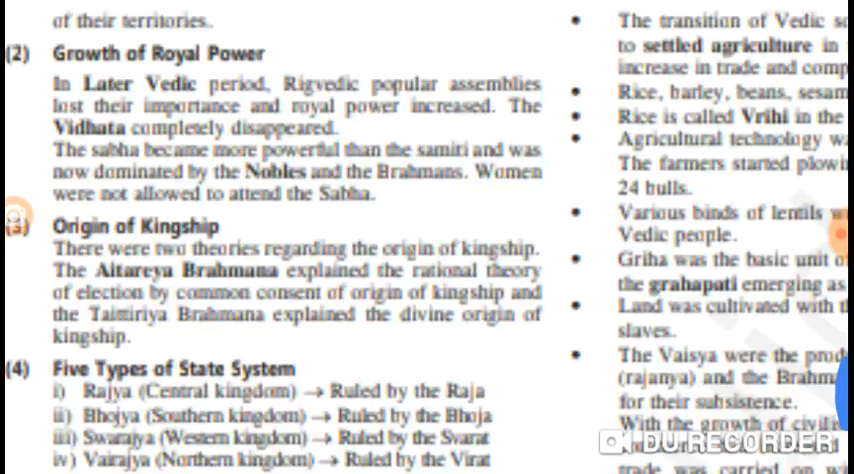 of their territories.
(2) Growth of Royal Power
In Later Vedic period, Rigvedic popular assemblies
lost their importance and royal power increased. The
Vidhata completely disappeared.
The sabha became more powerful than the samiti and was
now dominated by the Nobles and the Brahmans. Women
were not allowed to attend the Sabha.
(3) Origin of Kingship
There were two theories regarding the origin of kingship.
The Aitareya Brahmana explained the rational theory
of election by common consent of origin of kingship and
the Taittiriya Brahmana explained the divine origin of
kingship.
(4) Five Types of State System
i) Rajya (Central kingdom) → Ruled by the Raja
ii) Bhojya (Southern kingdom) → Ruled by the Bhoja
iii) Swarajya (Western kingdom) → Ruled by the Svarat
iv) Vairajya (Northern kingdom) → Ruled by the Virat
• The transition of Vedic
to settled agriculture in
increase in trade and
• Rice, barley, beans,
• Rice is called Vrihi in the
• Agricultural technology
The farmers started
24 bulls.
• Various binds of lentils
Vedic people.
• Griha was the basic unit
the grahapati emerging as
• Land was cultivated with
slaves.
• The Vaisya were the
(rajanya) and the
for their subsistence.
With the growth of
trade was carried on
DU RECORDER